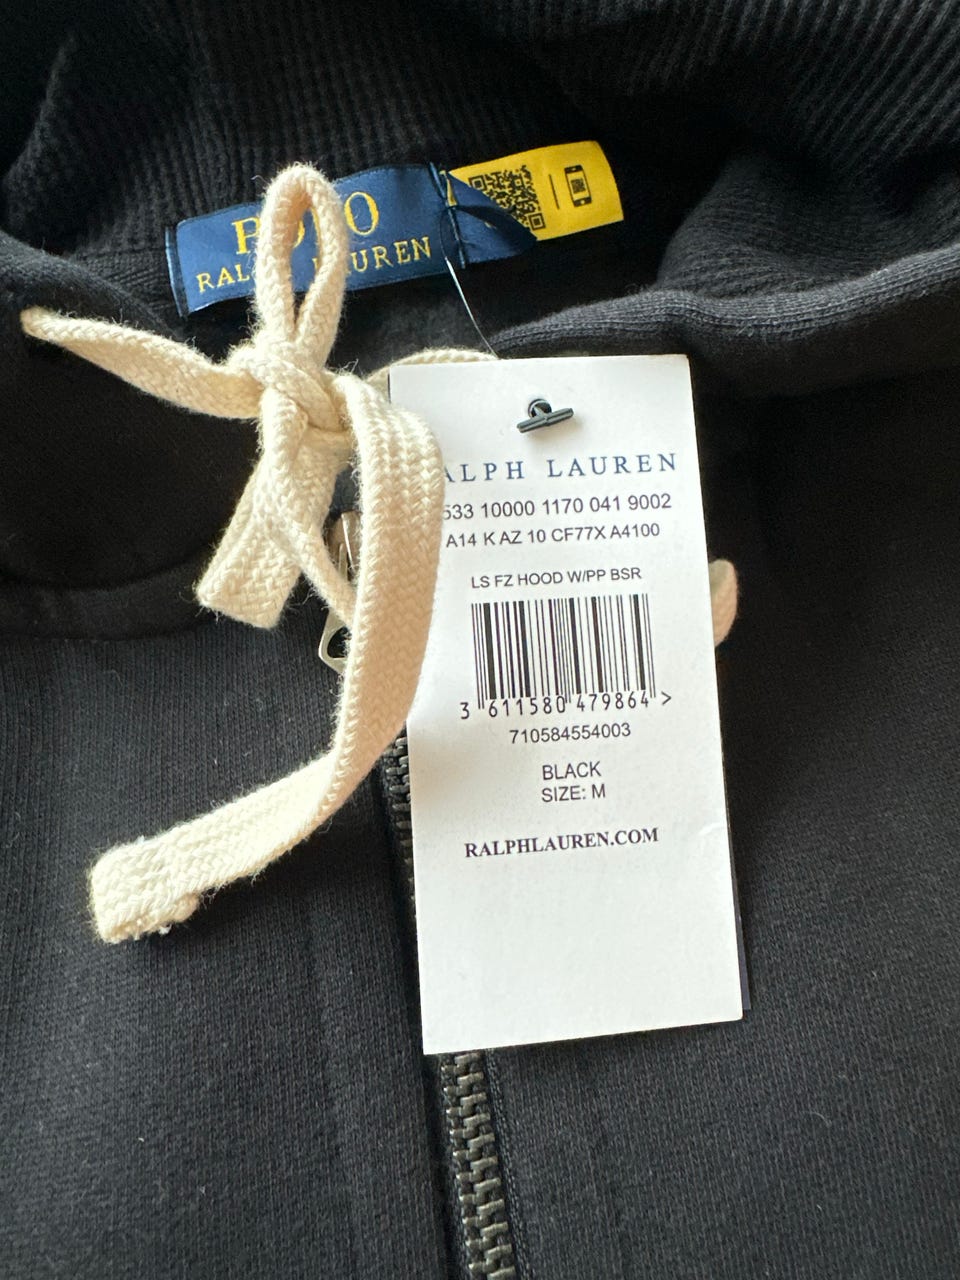 POLO
RALPH LAUREN
RALPH LAUREN
533 10000 1170 041 9002
A14 K AZ 10 CF77X A4100
LS FZ HOOD W/PP BSR
3 611580 479864 >
710584554003
BLACK
SIZE: M
RALPHLAUREN.COM